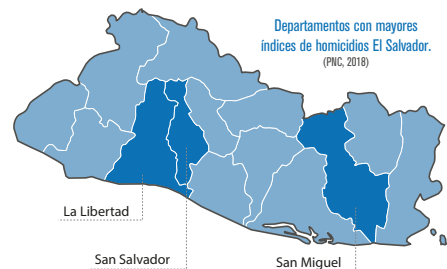 Departamentos con mayores
índices de homicidios El Salvador.
(PNC, 2018)
La Libertad
San Salvador
San Miguel